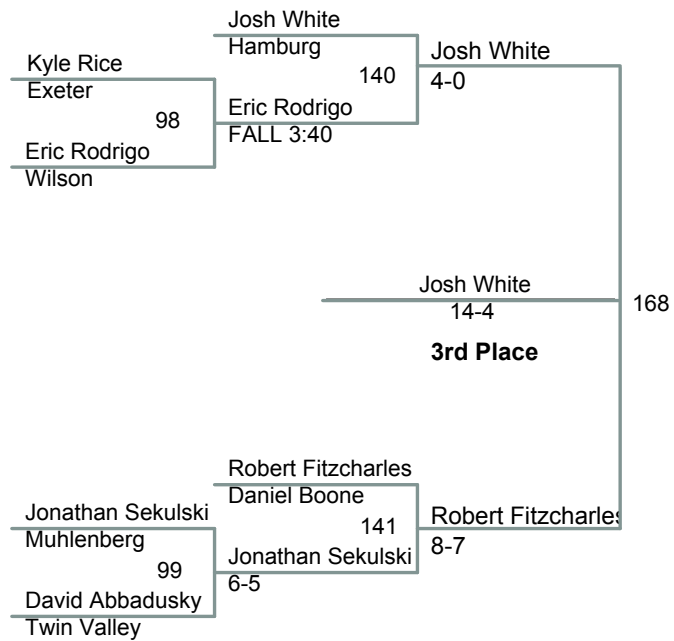 Josh White
Hamburg
Kyle Rice
Exeter
140
Josh White
4-0
98
Eric Rodrigo
FALL 3:40
Eric Rodrigo
Wilson
Josh White
14-4
168
3rd Place
Robert Fitzcharles
Daniel Boone
Jonathan Sekulski
Muhlenberg
141
Robert Fitzcharles
8-7
99
Jonathan Sekulski
6-5
David Abbadusky
Twin Valley